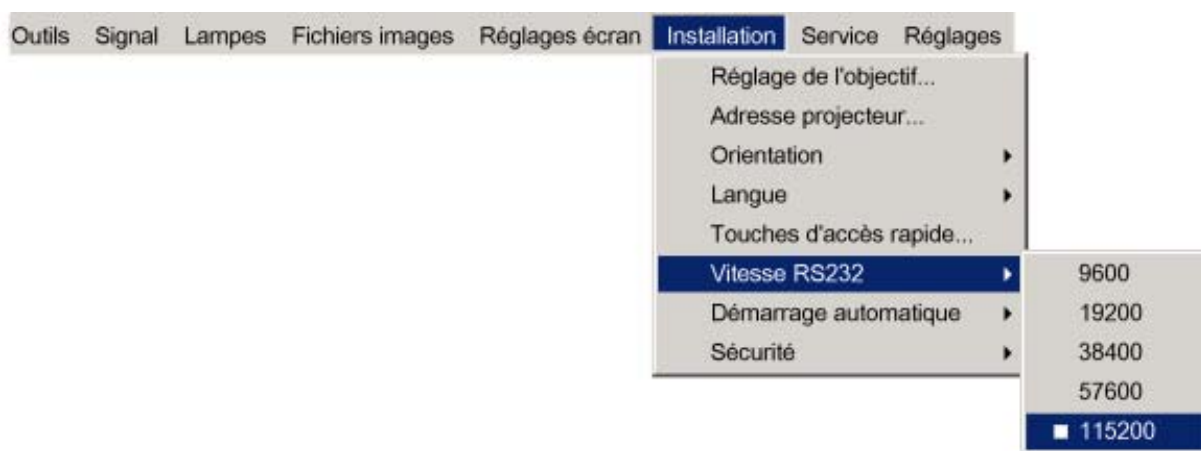 Outils Signal Lampes Fichiers images Réglages écran Installation Service Réglages
Réglage de l'objectif...
Adresse projecteur...
Orientation
Langue
Touches d'accès rapide...
Vitesse RS232
Démarrage automatique
Sécurité
9600
19200
38400
57600
115200